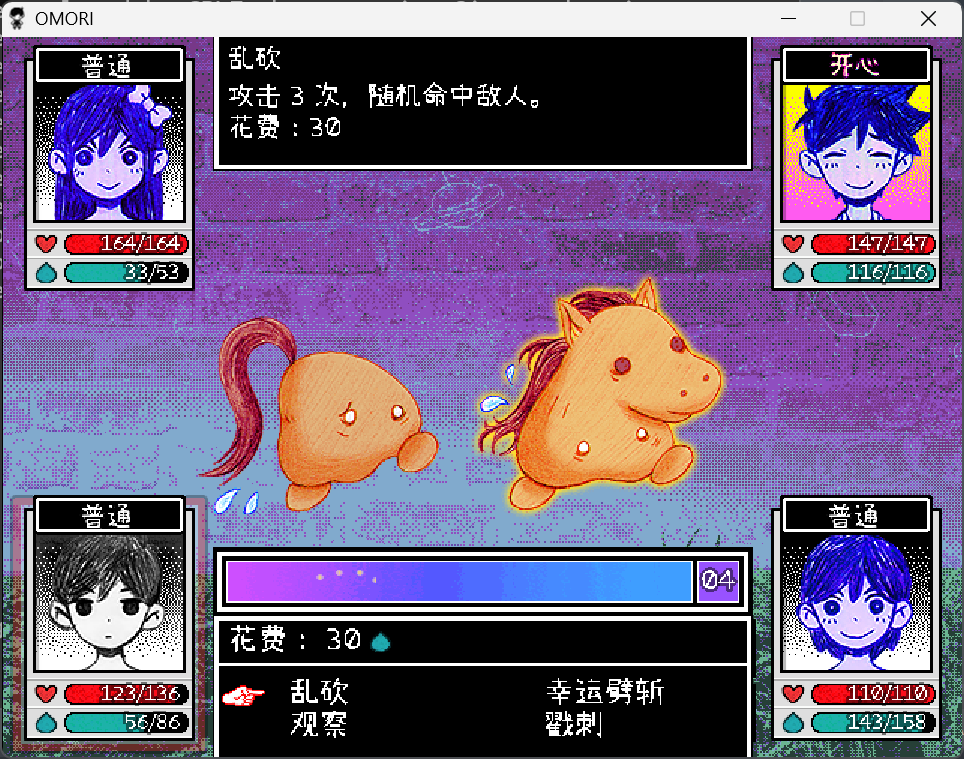 OMORI
普通
164/164
33/53
乱砍
攻击 3 次，随机命中敌人。
花费：30
开心
147/147
116/116
普通
123/136
56/86
04
花费：30
乱砍 幸运劈斩
观察 戳刺
普通
110/110
143/158